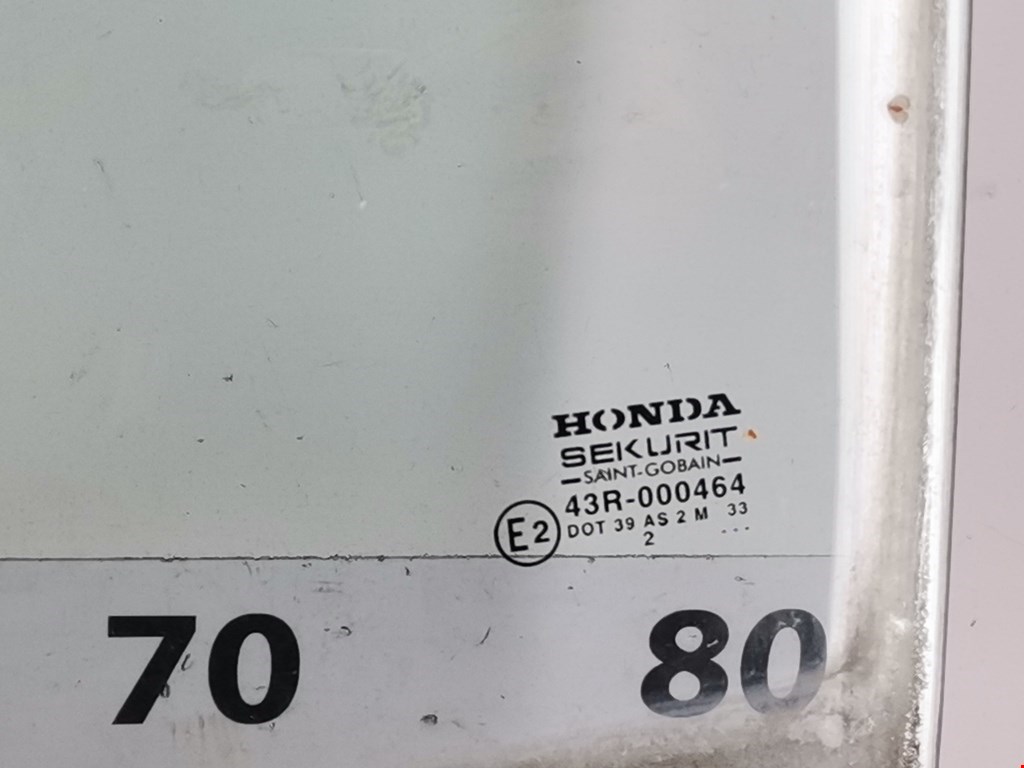 HONDA
SEKURIT
SAINT-GOBAIN
43R-000464
E2
DOT 39 AS 2 M 33
2 ...
70 80